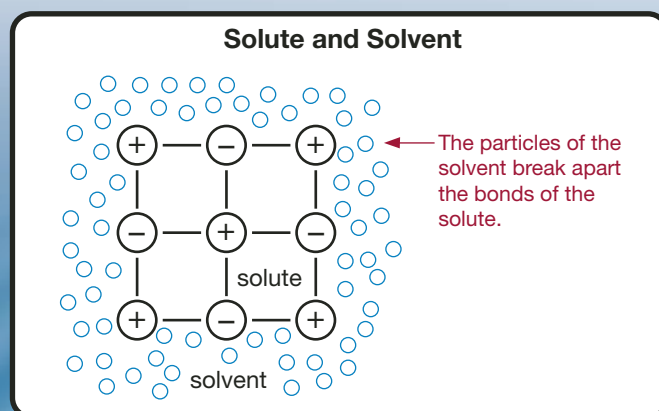 Solute and Solvent
+ − +
The particles of the
solvent break apart
the bonds of the
solute.
− + −
solute
+ − +
solvent